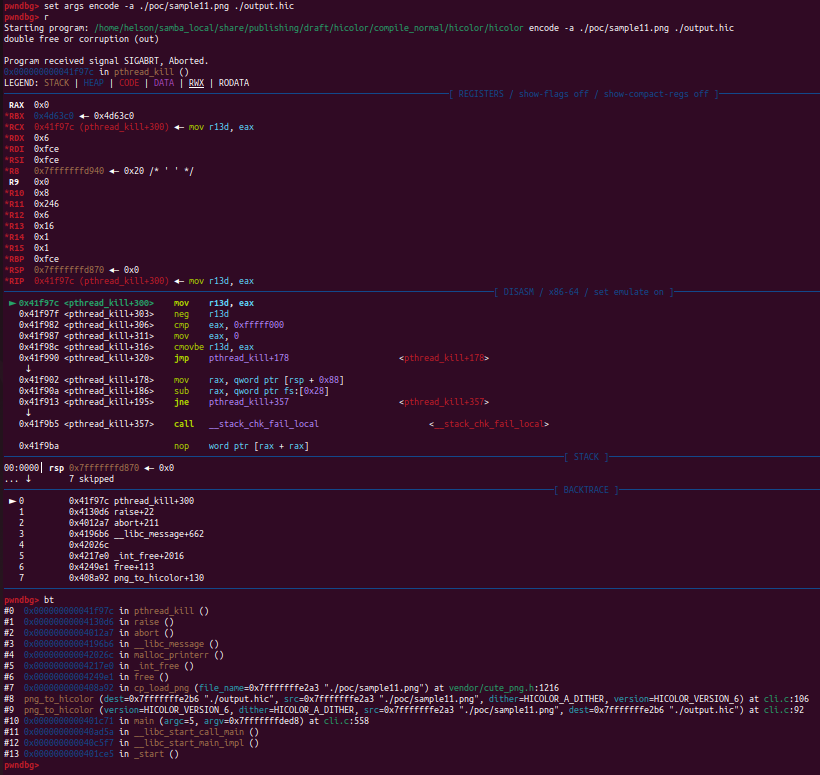 pwndbg> set args encode -a ./poc/sample11.png ./output.hic
pwndbg> r
Starting program: /home/helson/samba_local/share/publishing/draft/hicolor/compile_normal/hicolor/hicolor encode -a ./poc/sample11.png ./output.hic
double free or corruption (out)
Program received signal SIGABRT, Aborted.
0x000000000041f97c in pthread_kill ()
LEGEND: STACK | HEAP | CODE | DATA | RWX | RODATA
[ REGISTERS / show-flags off / show-compact-regs off ]
RAX 0x0
*RBX 0x4d63c0 ◂— 0x4d63c0
*RCX 0x41f97c (pthread_kill+300) ◂— mov r13d, eax
*RDX 0x6
*RDI 0xfce
*RSI 0xfce
*R8 0x7fffffffd940 ◂— 0x20 /* ' ' */
R9 0x0
*R10 0x8
*R11 0x246
*R12 0x6
*R13 0x16
*R14 0x1
*R15 0x1
*RBP 0xfce
*RSP 0x7fffffffd870 ◂— 0x0
*RIP 0x41f97c (pthread_kill+300) ◂— mov r13d, eax
[ DISASM / x86-64 / set emulate on ]
► 0x41f97c <pthread_kill+300> mov r13d, eax
0x41f97f <pthread_kill+303> neg r13d
0x41f982 <pthread_kill+306> cmp eax, 0xfffff000
0x41f987 <pthread_kill+311> mov eax, 0
0x41f98c <pthread_kill+316> cmovbe r13d, eax
0x41f990 <pthread_kill+320> jmp pthread_kill+178 <pthread_kill+178>
↓
0x41f902 <pthread_kill+178> mov rax, qword ptr [rsp + 0x88]
0x41f90a <pthread_kill+186> sub rax, qword ptr fs:[0x28]
0x41f913 <pthread_kill+195> jne pthread_kill+357 <pthread_kill+357>
↓
0x41f9b5 <pthread_kill+357> call __stack_chk_fail_local <__stack_chk_fail_local>
0x41f9ba nop word ptr [rax + rax]
[ STACK ]
00:0000│ rsp 0x7fffffffd870 ◂— 0x0
... ↓ 7 skipped
[ BACKTRACE ]
► 0 0x41f97c pthread_kill+300
1 0x4130d6 raise+22
2 0x4012a7 abort+211
3 0x4196b6 __libc_message+662
4 0x42026c
5 0x4217e0 _int_free+2016
6 0x4249e1 free+113
7 0x408a92 png_to_hicolor+130
pwndbg> bt
#0 0x000000000041f97c in pthread_kill ()
#1 0x00000000004130d6 in raise ()
#2 0x00000000004012a7 in abort ()
#3 0x00000000004196b6 in __libc_message ()
#4 0x000000000042026c in malloc_printerr ()
#5 0x00000000004217e0 in _int_free ()
#6 0x00000000004249e1 in free ()
#7 0x0000000000408a92 in cp_load_png (file_name=0x7fffffffe2a3 "./poc/sample11.png") at vendor/cute_png.h:1216
#8 png_to_hicolor (dest=0x7fffffffe2b6 "./output.hic", src=0x7fffffffe2a3 "./poc/sample11.png", dither=HICOLOR_A_DITHER, version=HICOLOR_VERSION_6) at cli.c:106
#9 png_to_hicolor (version=HICOLOR_VERSION_6, dither=HICOLOR_A_DITHER, src=0x7fffffffe2a3 "./poc/sample11.png", dest=0x7fffffffe2b6 "./output.hic") at cli.c:92
#10 0x0000000000401c71 in main (argc=5, argv=0x7fffffffded8) at cli.c:558
#11 0x000000000040ad5a in __libc_start_call_main ()
#12 0x000000000040c5f7 in __libc_start_main_impl ()
#13 0x0000000000401ce5 in _start ()
pwndbg>